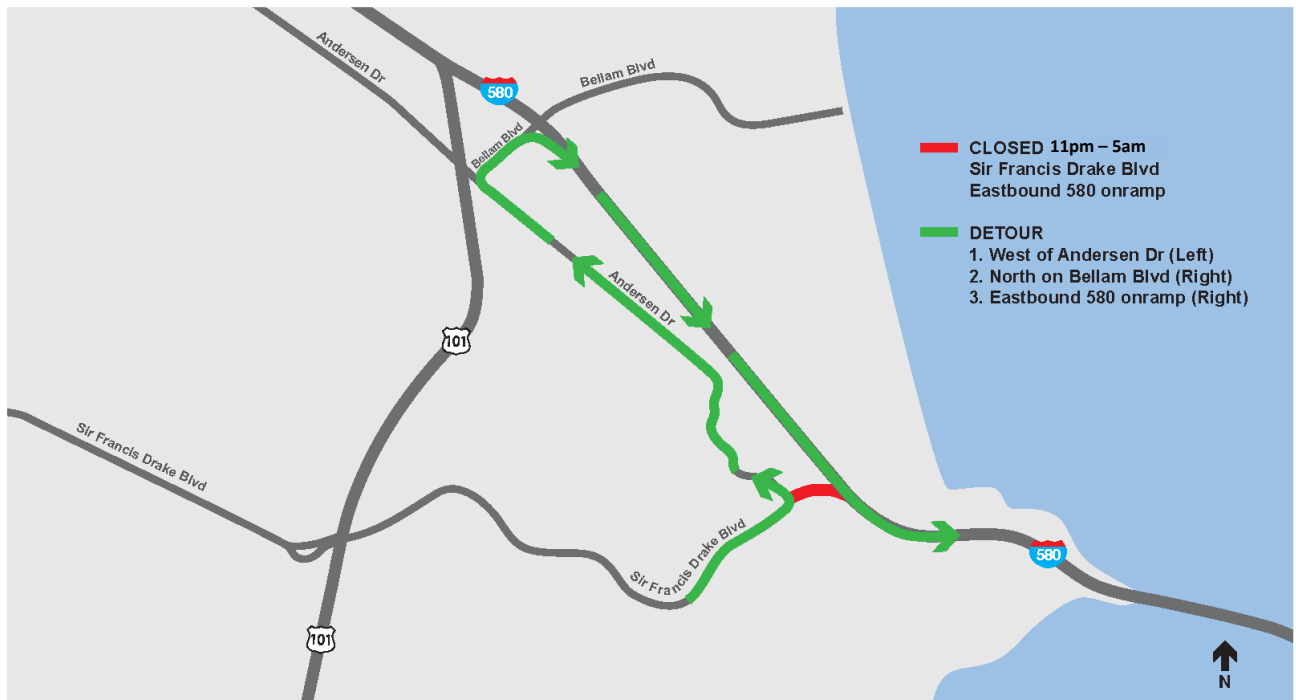 Andersen Dr
580
Bellam Blvd
Bellam Blvd
CLOSED 11pm – 5am
Sir Francis Drake Blvd
Eastbound 580 onramp
DETOUR
1. West of Andersen Dr (Left)
2. North on Bellam Blvd (Right)
3. Eastbound 580 onramp (Right)
Andersen Dr
101
Sir Francis Drake Blvd
Sir Francis Drake Blvd
580
101
N